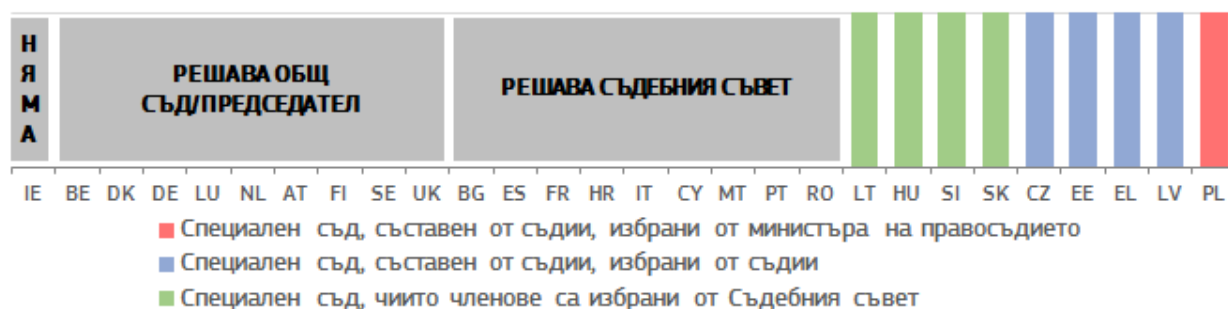 НЯМА
РЕШАВА ОБЩ
СЪД/ПРЕДСЕДАТЕЛ
РЕШАВА СЪДЕБНИЯ СЪВЕТ
IE BE DK DE LU NL AT FI SE UK BG ES FR HR IT CY MT PT RO LT HU SI SK CZ EE EL LV PL
Специален съд, съставен от съдии, избрани от министъра на правосъдието
Специален съд, съставен от съдии, избрани от съдии
Специален съд, чиито членове са избрани от Съдебния съвет